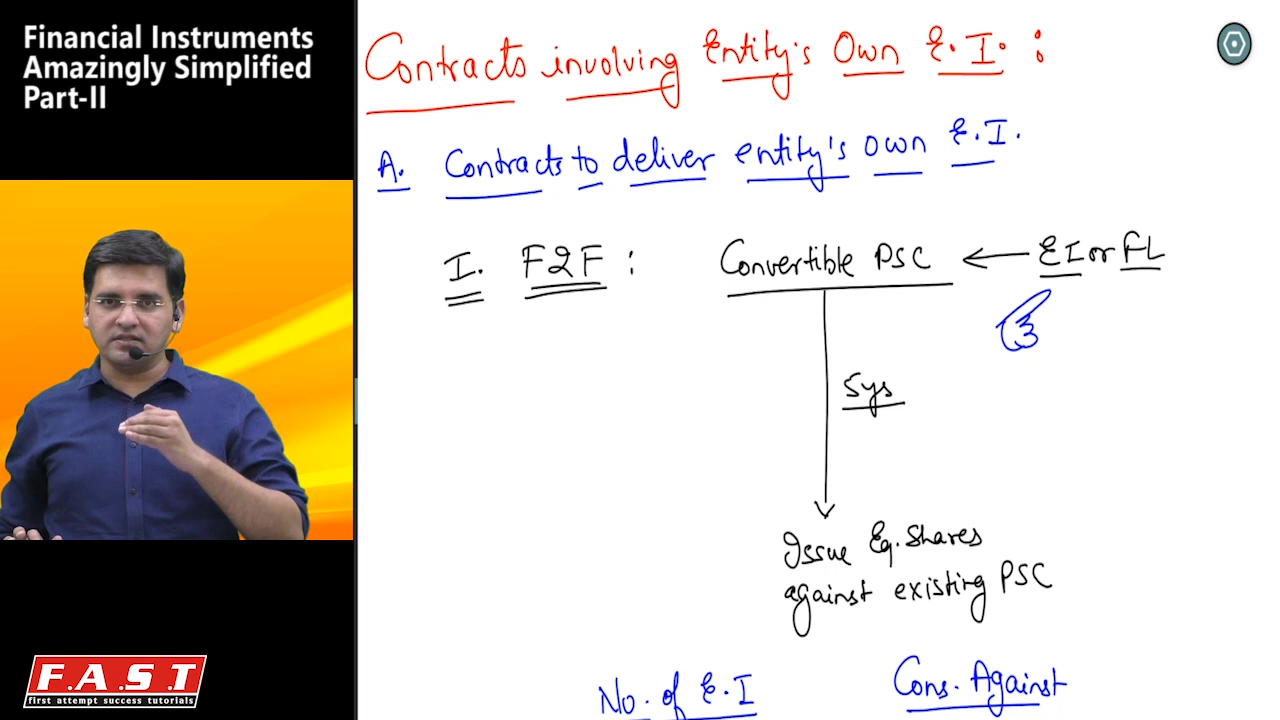 Financial Instruments
Amazingly Simplified
Part-II
Contracts involving Entity's Own E.I. :
A. Contracts to deliver entity's own E.I.
I. F2F : Convertible PSC ← EI or FL
5ys
Issue Eq. Shares
against existing PSC
No. of E.I Cons. Against
F.A.S.T
first attempt success tutorials